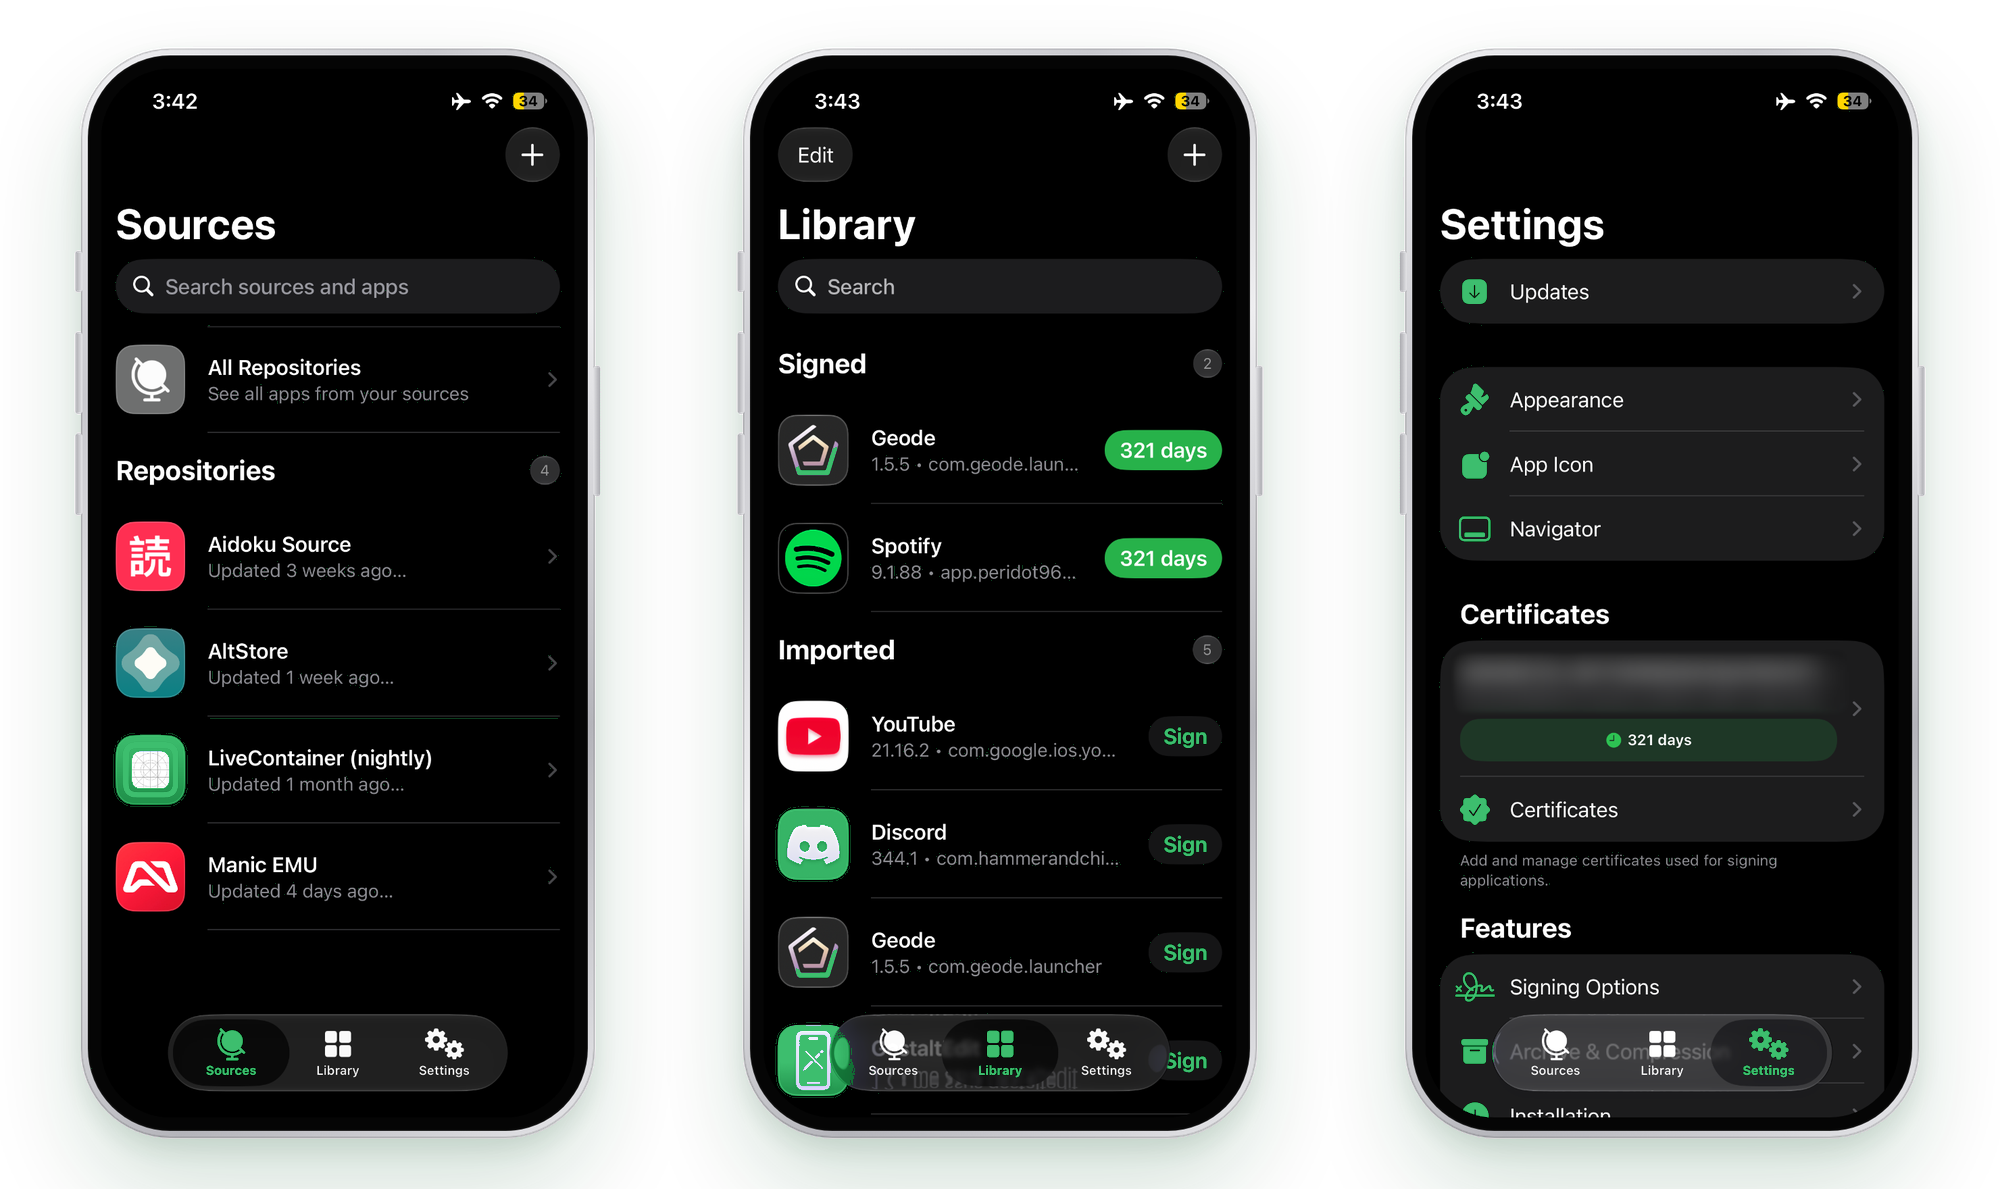 3:42
34
Sources
Search sources and apps
All Repositories
See all apps from your sources
Repositories
4
読
Aidoku Source
Updated 3 weeks ago...
AltStore
Updated 1 week ago...
LiveContainer (nightly)
Updated 1 month ago...
Manic EMU
Updated 4 days ago...
Sources
Library
Settings
3:43
34
Edit
Library
Search
Signed
2
Geode
1.5.5 • com.geode.laun...
321 days
Spotify
9.1.88 • app.peridot96...
321 days
Imported
5
YouTube
21.16.2 • com.google.ios.yo...
Sign
Discord
344.1 • com.hammerandchi...
Sign
Geode
1.5.5 • com.geode.launcher
Sign
Sign
Sources
Library
Settings
3:43
34
Settings
Updates
Appearance
App Icon
Navigator
Certificates
321 days
Certificates
Add and manage certificates used for signing
applications.
Features
Signing Options
Archive & Compression
Sources
Library
Settings
Installation